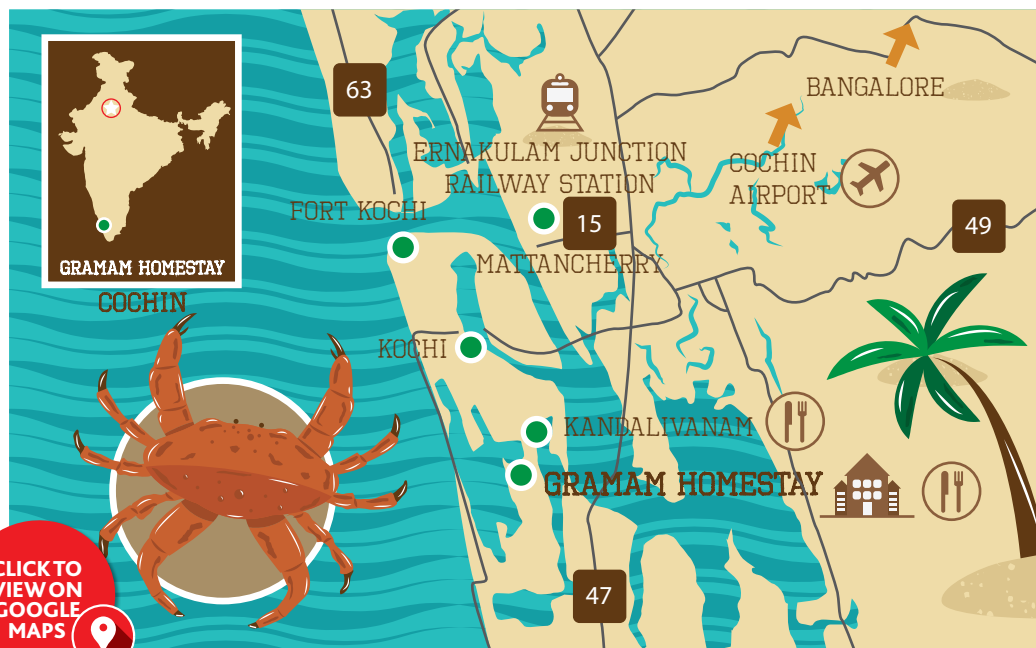 63
BANGALORE
ERNAKULAM JUNCTION
RAILWAY STATION
COCHIN
AIRPORT
FORT KOCHI
15
49
MATTANCHERRY
GRAMAM HOMESTAY
COCHIN
KOCHI
KANDALIVANAM
GRAMAM HOMESTAY
47
CLICK TO
VIEW ON
GOOGLE
MAPS